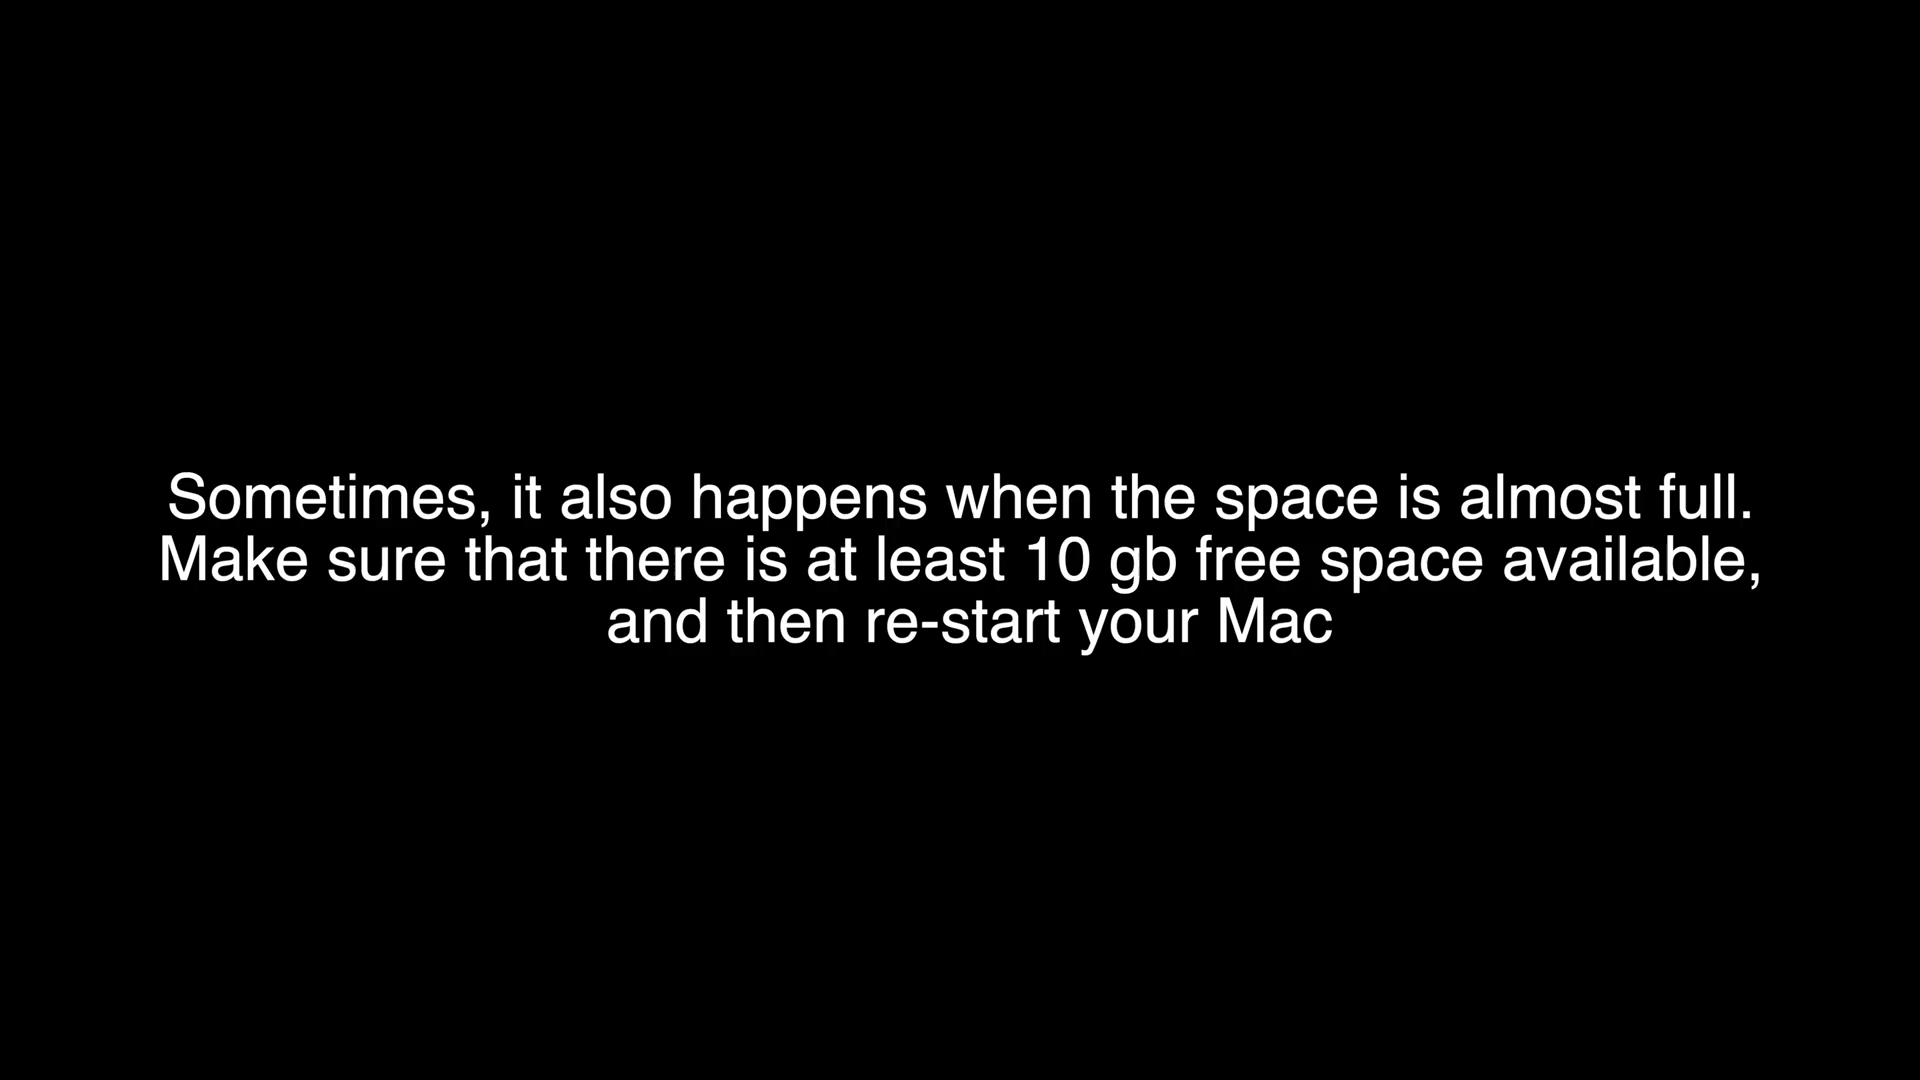 Sometimes, it also happens when the space is almost full.
Make sure that there is at least 10 gb free space available,
and then re-start your Mac